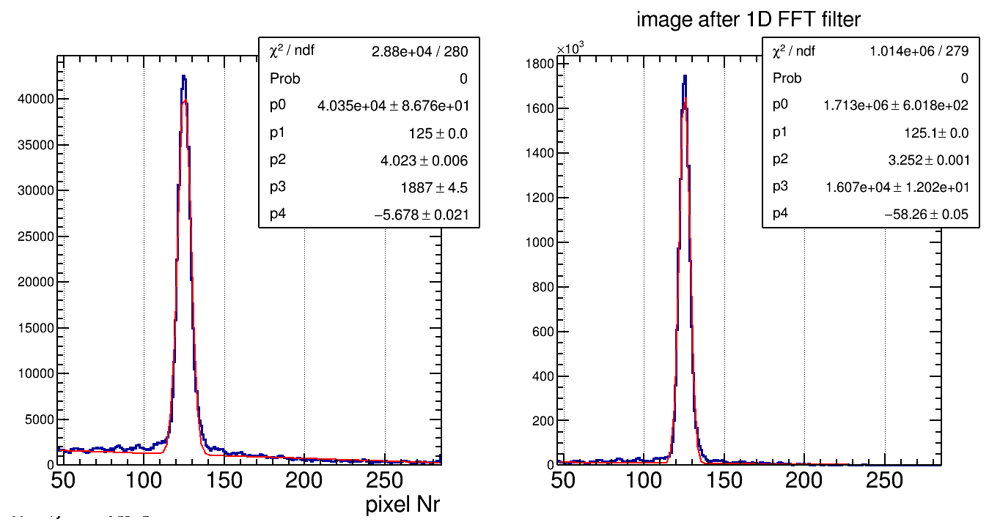 image after 1D FFT filter
χ² / ndf 2.88e+04 / 280
Prob 0
p0 4.035e+04 ± 8.676e+01
p1 125 ± 0.0
p2 4.023 ± 0.006
p3 1887 ± 4.5
p4 −5.678 ± 0.021
40000
35000
30000
25000
20000
15000
10000
5000
0
50 100 150 200 250
pixel Nr
×10³
χ² / ndf 1.014e+06 / 279
Prob 0
p0 1.713e+06 ± 6.018e+02
p1 125.1± 0.0
p2 3.252 ± 0.001
p3 1.607e+04 ± 1.202e+01
p4 −58.26 ± 0.05
1800
1600
1400
1200
1000
800
600
400
200
0
50 100 150 200 250